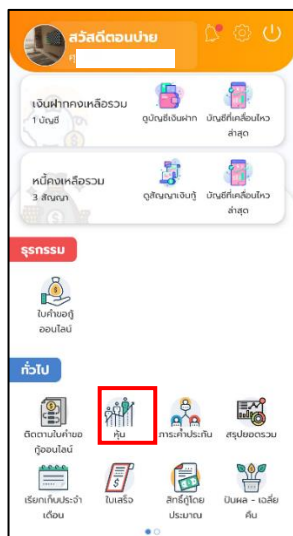 สวัสดีตอนบ่าย
เงินฝากคงเหลือรวม
1 บัญชี
ดูบัญชีเงินฝาก
บัญชีที่เคลื่อนไหว
ล่าสุด
หนี้คงเหลือรวม
3 สัญญา
ดูสัญญาเงินกู้
บัญชีที่เคลื่อนไหว
ล่าสุด
ธุรกรรม
ใบคำขอกู้
ออนไลน์
ทั่วไป
ติดตามใบคำขอ
กู้ออนไลน์
หุ้น
ภาระค้ำประกัน
สรุปยอดรวม
เรียกเก็บประจำ
เดือน
ใบเสร็จ
สิทธิ์กู้โดย
ประมาณ
ปันผล - เฉลี่ย
คืน